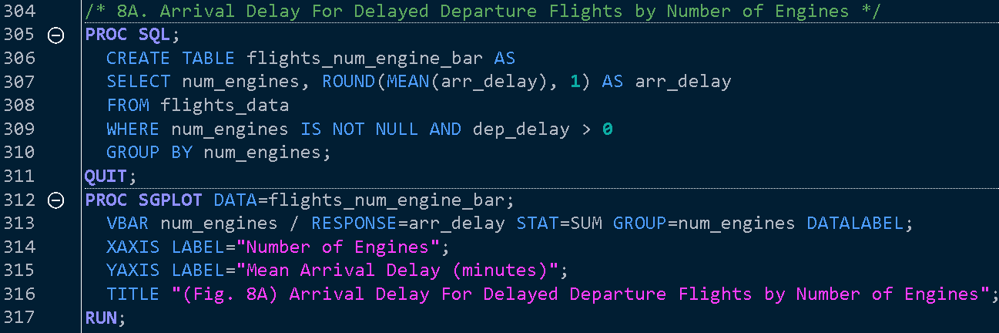 304 /* 8A. Arrival Delay For Delayed Departure Flights by Number of Engines */
305 PROC SQL;
306 CREATE TABLE flights_num_engine_bar AS
307 SELECT num_engines, ROUND(MEAN(arr_delay), 1) AS arr_delay
308 FROM flights_data
309 WHERE num_engines IS NOT NULL AND dep_delay > 0
310 GROUP BY num_engines;
311 QUIT;
312 PROC SGPLOT DATA=flights_num_engine_bar;
313 VBAR num_engines / RESPONSE=arr_delay STAT=SUM GROUP=num_engines DATALABEL;
314 XAXIS LABEL="Number of Engines";
315 YAXIS LABEL="Mean Arrival Delay (minutes)";
316 TITLE "(Fig. 8A) Arrival Delay For Delayed Departure Flights by Number of Engines";
317 RUN;